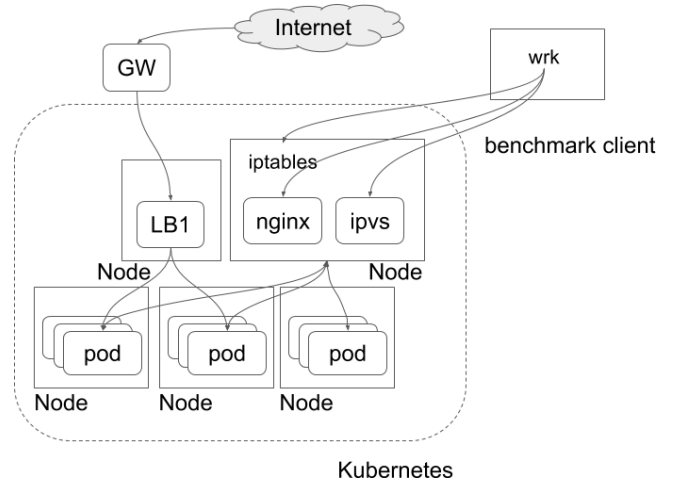 Internet
GW
wrk
benchmark client
iptables
nginx
ipvs
LB1
Node
Node
pod
pod
pod
Node
Node
Node
Kubernetes